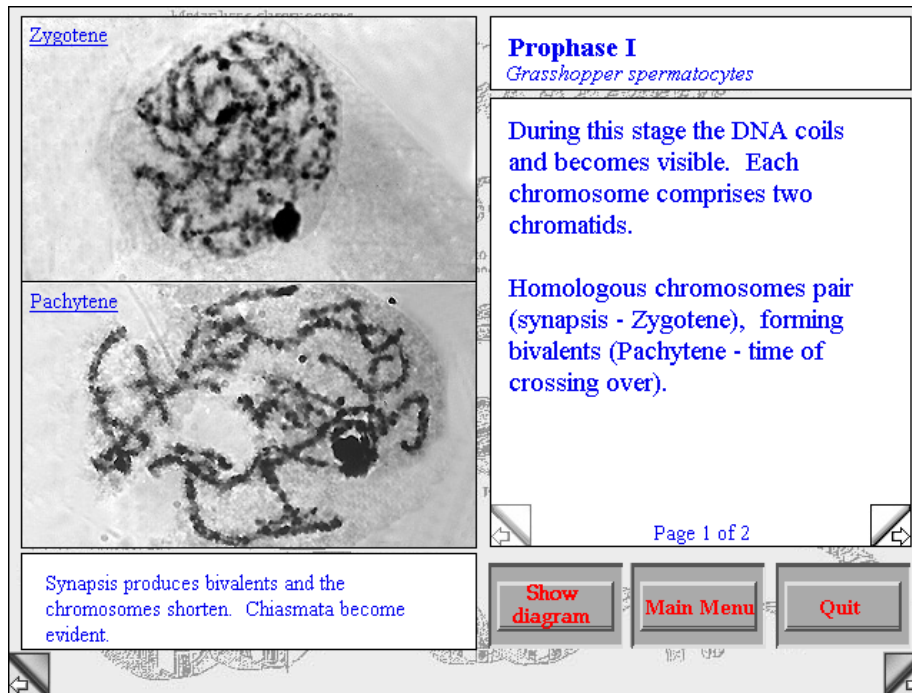 Zygotene
Pachytene
Synapsis produces bivalents and the
chromosomes shorten. Chiasmata become
evident.
Prophase I
Grasshopper spermatocytes
During this stage the DNA coils
and becomes visible. Each
chromosome comprises two
chromatids.
Homologous chromosomes pair
(synapsis - Zygotene), forming
bivalents (Pachytene - time of
crossing over).
Page 1 of 2
Show
diagram
Main Menu
Quit